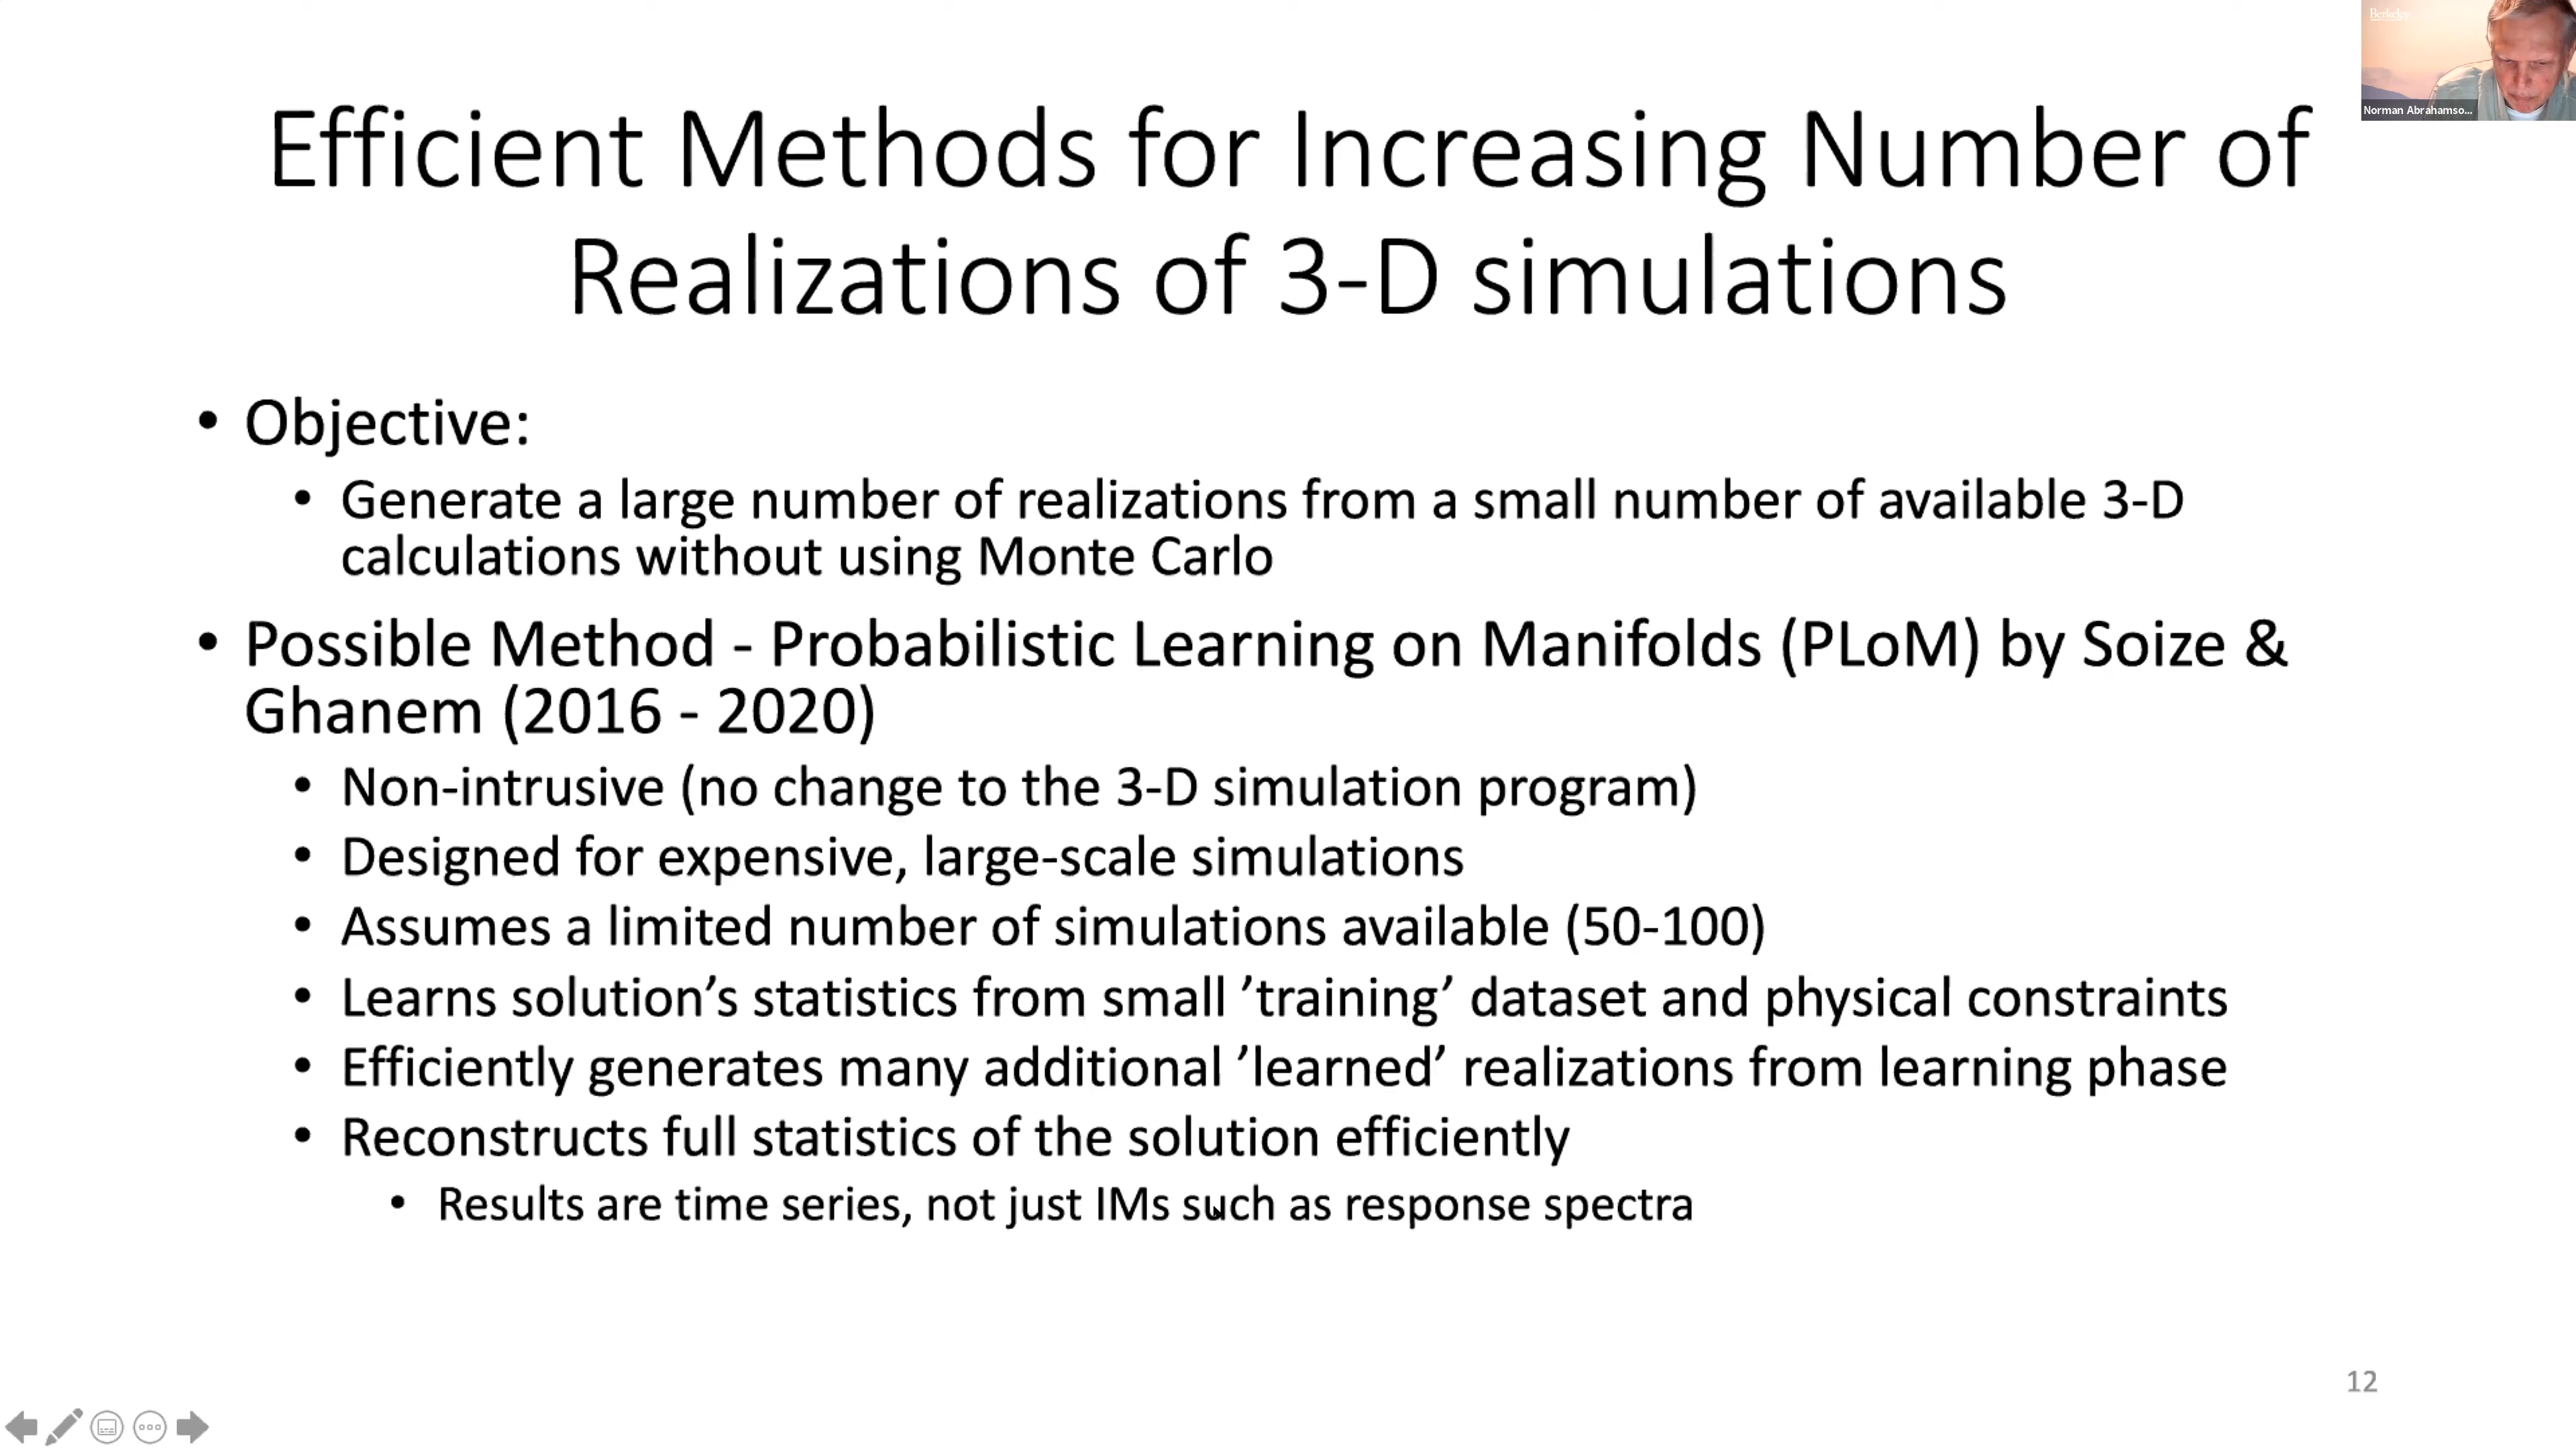 Berkeley
Norman Abrahamso...
Efficient Methods for Increasing Number of
Realizations of 3-D simulations
• Objective:
• Generate a large number of realizations from a small number of available 3-D
calculations without using Monte Carlo
• Possible Method - Probabilistic Learning on Manifolds (PLoM) by Soize &
Ghanem (2016 - 2020)
• Non-intrusive (no change to the 3-D simulation program)
• Designed for expensive, large-scale simulations
• Assumes a limited number of simulations available (50-100)
• Learns solution’s statistics from small ’training’ dataset and physical constraints
• Efficiently generates many additional ’learned’ realizations from learning phase
• Reconstructs full statistics of the solution efficiently
• Results are time series, not just IMs such as response spectra
12